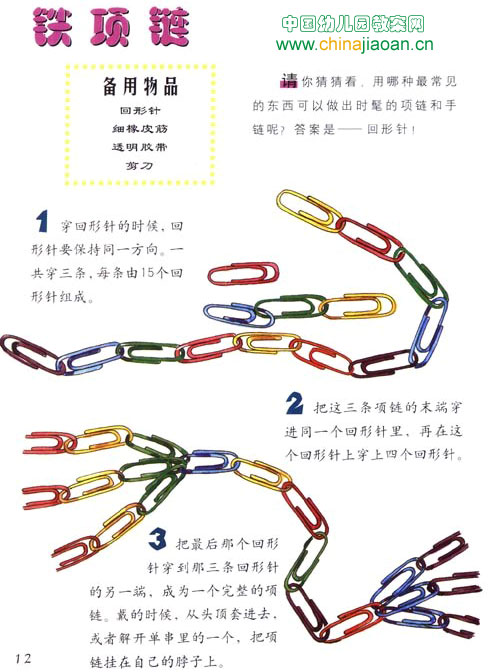 铁项链
中国幼儿园教案网
www.chinajiaoan.cn
备用物品
回形针
细橡皮筋
透明胶带
剪刀
请你猜猜看,用哪种最常见
的东西可以做出时髦的项链和手
链呢?答案是——回形针!
1 穿回形针的时候,回
形针要保持同一方向。一
共穿三条,每条由15个回
形针组成。
2 把这三条项链的末端穿
进同一个回形针里,再在这
个回形针上穿上四个回形针。
3 把最后那个回形
针穿到那三条回形针
的另一端,成为一个完整的项
链。戴的时候,从头顶套进去,
或者解开单串里的一个,把项
链挂在自己的脖子上。
12